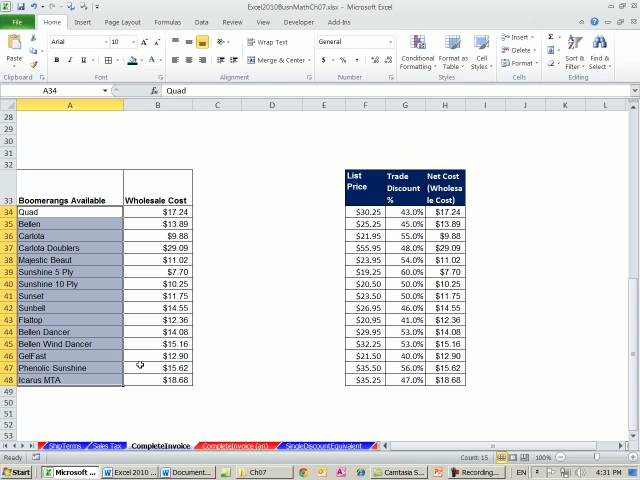 Excel2010BusnMathCh07.xlsx - Microsoft Excel
File Home Insert Page Layout Formulas Data Review View Developer Add-Ins
Paste Arial 10 Wrap Text General Conditional Formatting Format as Table Cell Styles Insert Delete Format Sort & Filter Find & Select
B I U Merge & Center $ % ,
Clipboard Font Alignment Number Styles Cells Editing
A34 fx Quad
A B C D E F G H I J K L
28
29
30
31
32
33 Boomerangs Available Wholesale Cost List Price Trade Discount % Net Cost (Wholesale Cost)
34 Quad $17.24 $30.25 43.0% $17.24
35 Bellen $13.89 $25.25 45.0% $13.89
36 Carlota $9.88 $21.95 55.0% $9.88
37 Carlota Doublers $29.09 $55.95 48.0% $29.09
38 Majestic Beaut $11.02 $23.95 54.0% $11.02
39 Sunshine 5 Ply $7.70 $19.25 60.0% $7.70
40 Sunshine 10 Ply $10.25 $20.50 50.0% $10.25
41 Sunset $11.75 $23.50 50.0% $11.75
42 Sunbell $14.55 $26.95 46.0% $14.55
43 Flattop $12.36 $20.95 41.0% $12.36
44 Bellen Dancer $14.08 $29.95 53.0% $14.08
45 Bellen Wind Dancer $15.16 $32.25 53.0% $15.16
46 GelFast $12.90 $21.50 40.0% $12.90
47 Phenolic Sunshine $15.62 $35.50 56.0% $15.62
48 Icarus MTA $18.68 $35.25 47.0% $18.68
49
50
51
52
53
ShipTerms Sales Tax CompleteInvoice CompleteInvoice (an) SingleDiscountEquivalent
Ready Count: 15 100%
Start Microsoft Excel 2010 ... Document... Ch07 Camtasia S... Recording... EN 4:31 PM